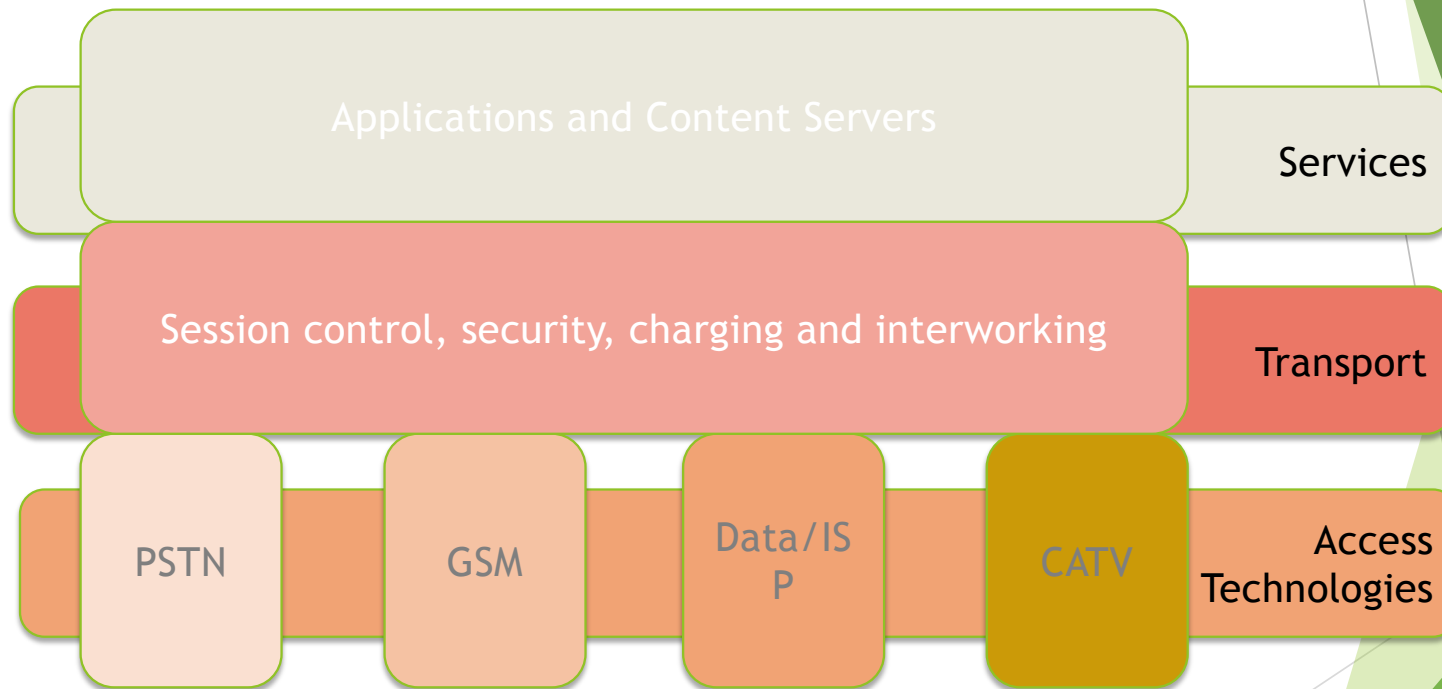 Applications and Content Servers
Services
Session control, security, charging and interworking
Transport
PSTN
GSM
Data/IS
P
CATV
Access
Technologies